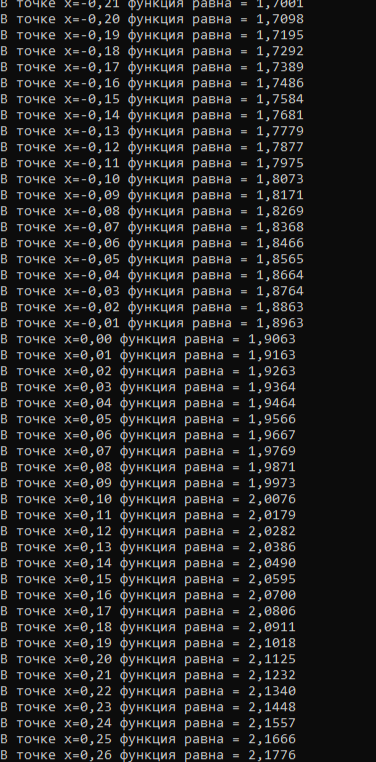 В точке x=-0,21 функция равна = 1,7001
В точке x=-0,20 функция равна = 1,7098
В точке x=-0,19 функция равна = 1,7195
В точке x=-0,18 функция равна = 1,7292
В точке x=-0,17 функция равна = 1,7389
В точке x=-0,16 функция равна = 1,7486
В точке x=-0,15 функция равна = 1,7584
В точке x=-0,14 функция равна = 1,7681
В точке x=-0,13 функция равна = 1,7779
В точке x=-0,12 функция равна = 1,7877
В точке x=-0,11 функция равна = 1,7975
В точке x=-0,10 функция равна = 1,8073
В точке x=-0,09 функция равна = 1,8171
В точке x=-0,08 функция равна = 1,8269
В точке x=-0,07 функция равна = 1,8368
В точке x=-0,06 функция равна = 1,8466
В точке x=-0,05 функция равна = 1,8565
В точке x=-0,04 функция равна = 1,8664
В точке x=-0,03 функция равна = 1,8764
В точке x=-0,02 функция равна = 1,8863
В точке x=-0,01 функция равна = 1,8963
В точке x=0,00 функция равна = 1,9063
В точке x=0,01 функция равна = 1,9163
В точке x=0,02 функция равна = 1,9263
В точке x=0,03 функция равна = 1,9364
В точке x=0,04 функция равна = 1,9464
В точке x=0,05 функция равна = 1,9566
В точке x=0,06 функция равна = 1,9667
В точке x=0,07 функция равна = 1,9769
В точке x=0,08 функция равна = 1,9871
В точке x=0,09 функция равна = 1,9973
В точке x=0,10 функция равна = 2,0076
В точке x=0,11 функция равна = 2,0179
В точке x=0,12 функция равна = 2,0282
В точке x=0,13 функция равна = 2,0386
В точке x=0,14 функция равна = 2,0490
В точке x=0,15 функция равна = 2,0595
В точке x=0,16 функция равна = 2,0700
В точке x=0,17 функция равна = 2,0806
В точке x=0,18 функция равна = 2,0911
В точке x=0,19 функция равна = 2,1018
В точке x=0,20 функция равна = 2,1125
В точке x=0,21 функция равна = 2,1232
В точке x=0,22 функция равна = 2,1340
В точке x=0,23 функция равна = 2,1448
В точке x=0,24 функция равна = 2,1557
В точке x=0,25 функция равна = 2,1666
В точке x=0,26 функция равна = 2,1776